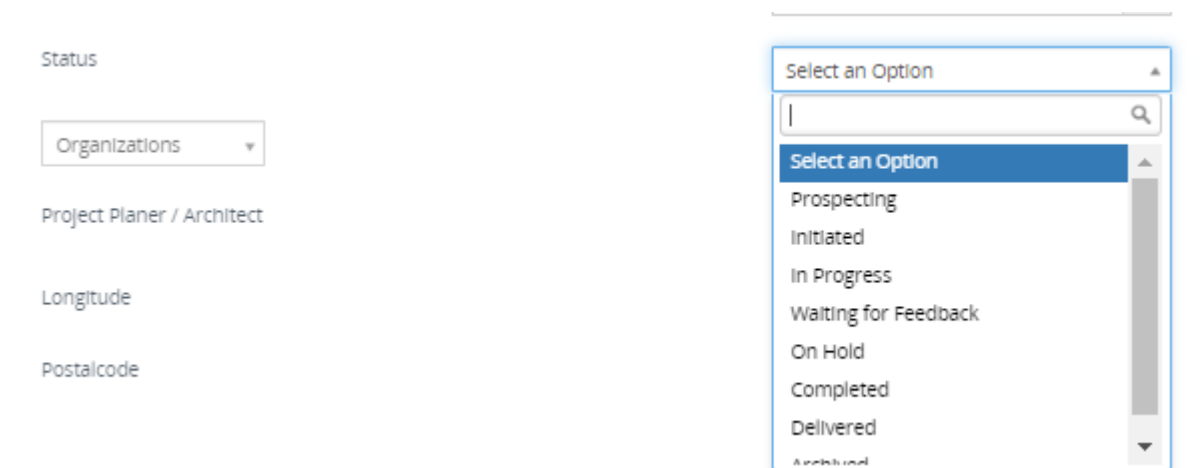 Status
Select an Option
Organizations
Project Planer / Architect
Longitude
Postalcode
Select an Option
Prospecting
Initiated
In Progress
Waiting for Feedback
On Hold
Completed
Delivered
Archived